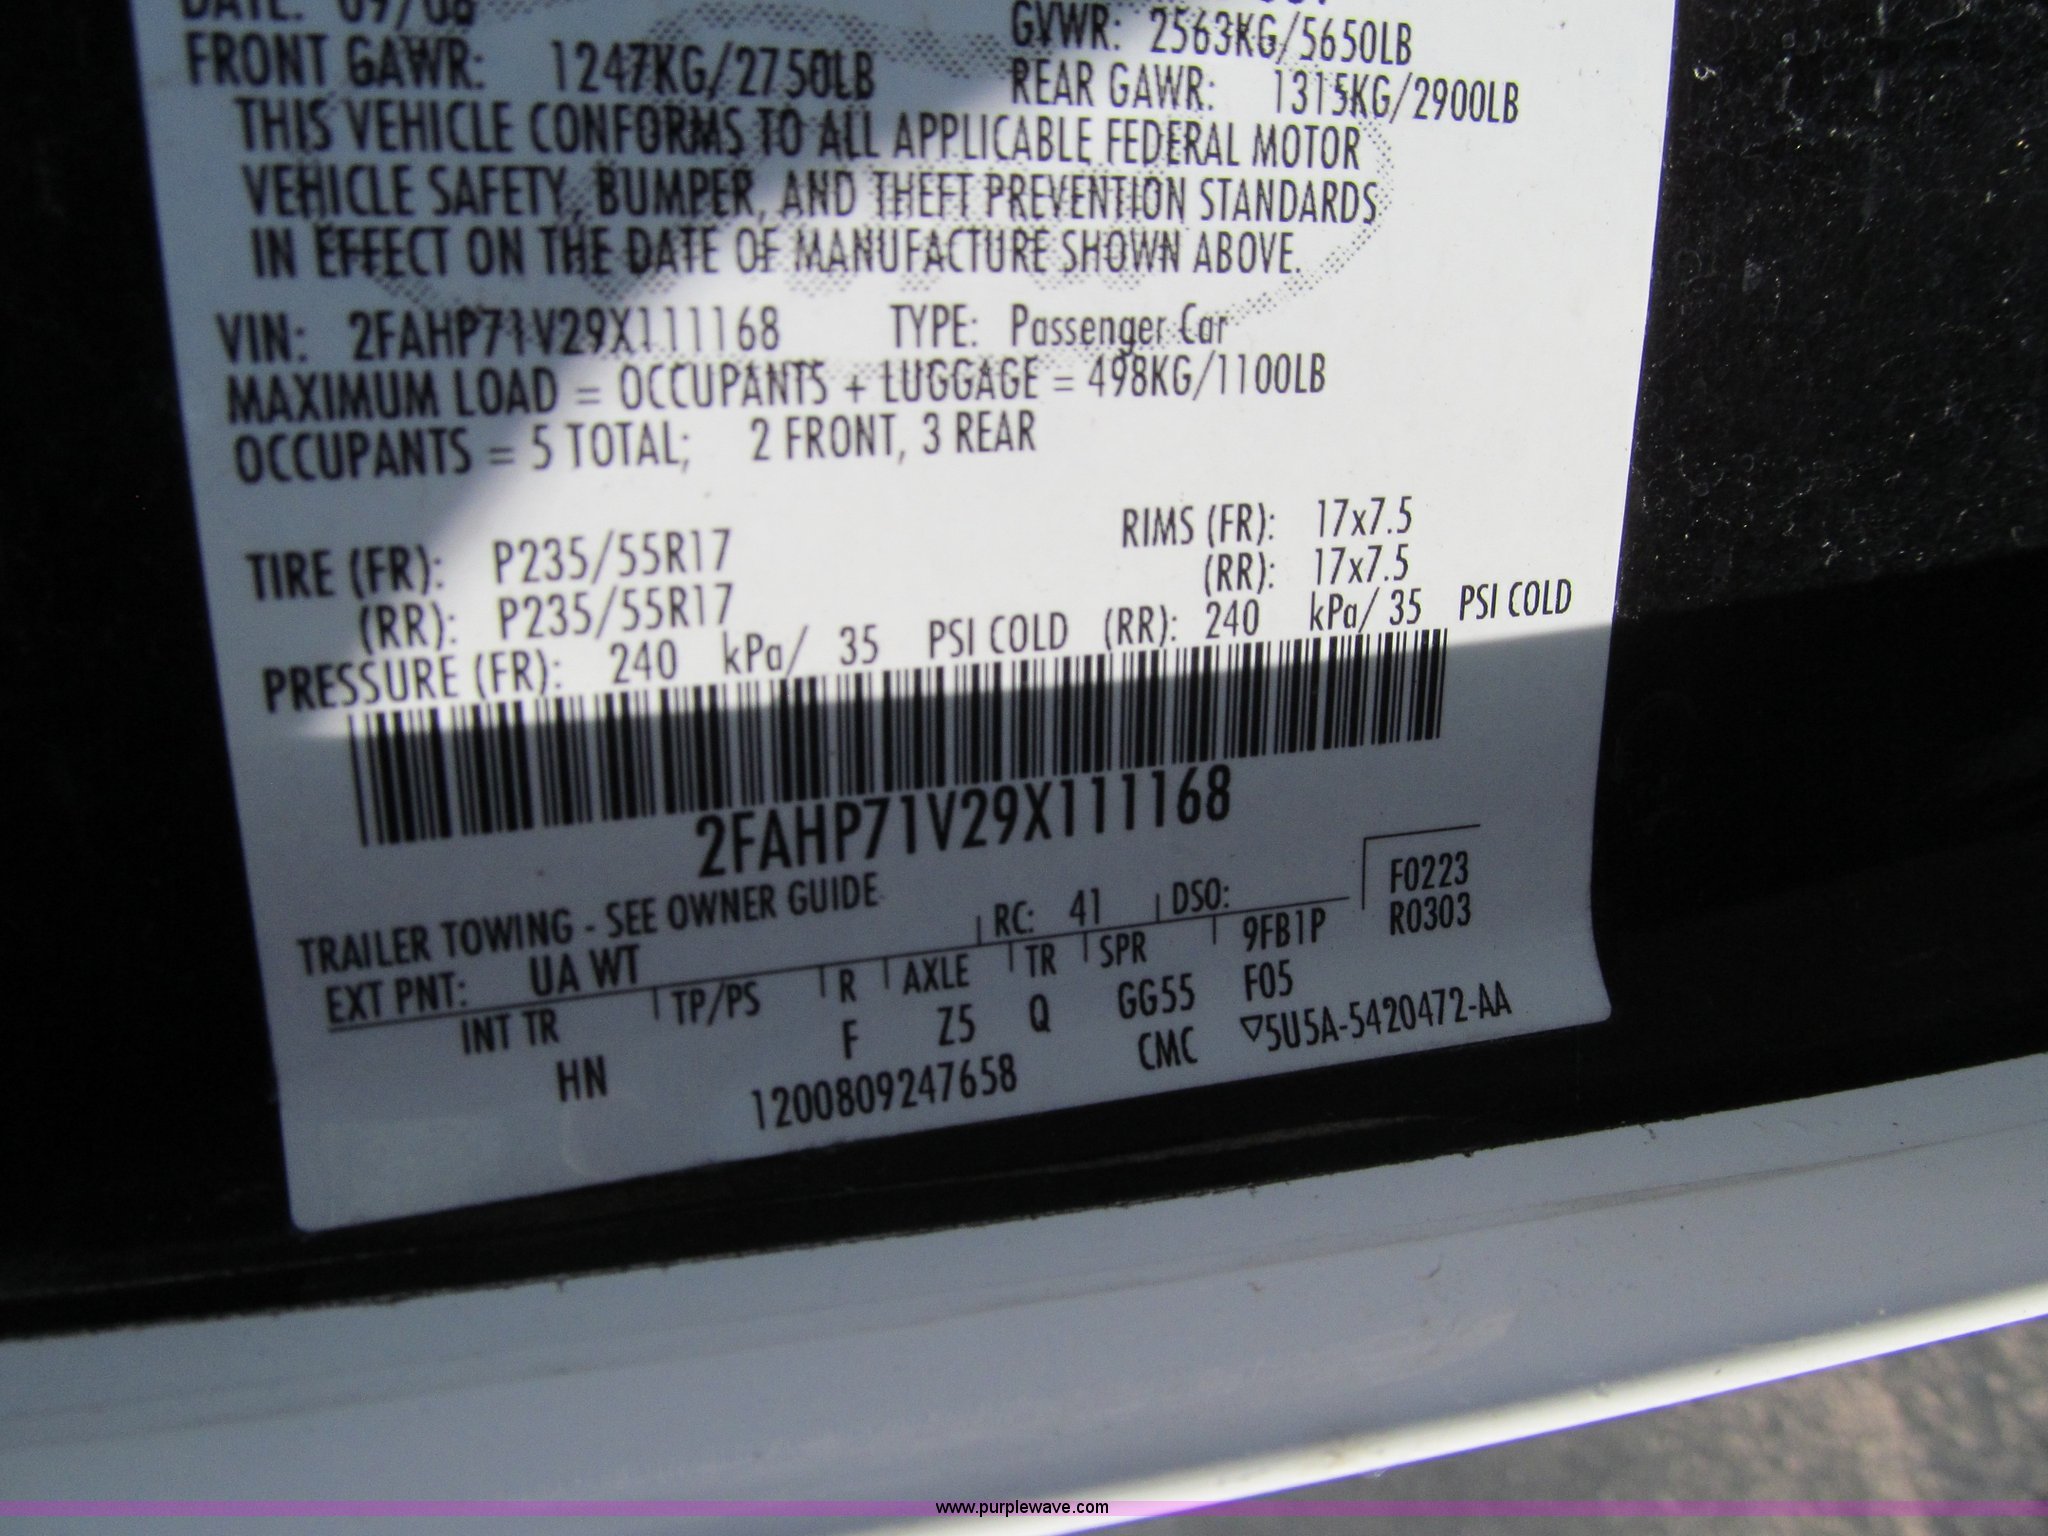 DATE: 09/08
FRONT GAWR: 1247KG/2750LB
GVWR: 2563KG/5650LB
REAR GAWR: 1315KG/2900LB
THIS VEHICLE CONFORMS TO ALL APPLICABLE FEDERAL MOTOR
VEHICLE SAFETY, BUMPER, AND THEFT PREVENTION STANDARDS
IN EFFECT ON THE DATE OF MANUFACTURE SHOWN ABOVE.
VIN: 2FAHP71V29X111168 TYPE: Passenger Car
MAXIMUM LOAD = OCCUPANTS + LUGGAGE = 498KG/1100LB
OCCUPANTS = 5 TOTAL; 2 FRONT, 3 REAR
TIRE (FR): P235/55R17 RIMS (FR): 17x7.5
(RR): P235/55R17 (RR): 17x7.5
PRESSURE (FR): 240 kPa/ 35 PSI COLD (RR): 240 kPa/ 35 PSI COLD
2FAHP71V29X111168
TRAILER TOWING - SEE OWNER GUIDE
F0223
R0303
EXT PNT: UA WT RC: 41 DSO: 9FB1P
INT TR TP/PS R AXLE TR SPR F05
HN F Z5 Q GG55
1200809247658 CMC ▽5U5A-5420472-AA
www.purplewave.com